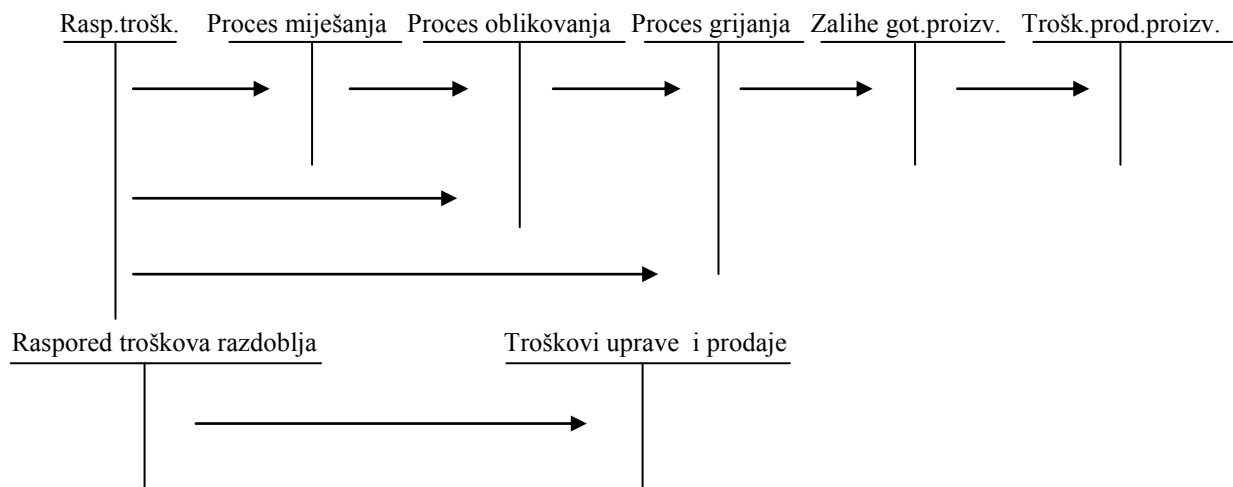 Rasp.trošk. Proces miješanja Proces oblikovanja Proces grijanja Zalihe got.proizv. Trošk.prod.proizv.
Raspored troškova razdoblja Troškovi uprave i prodaje